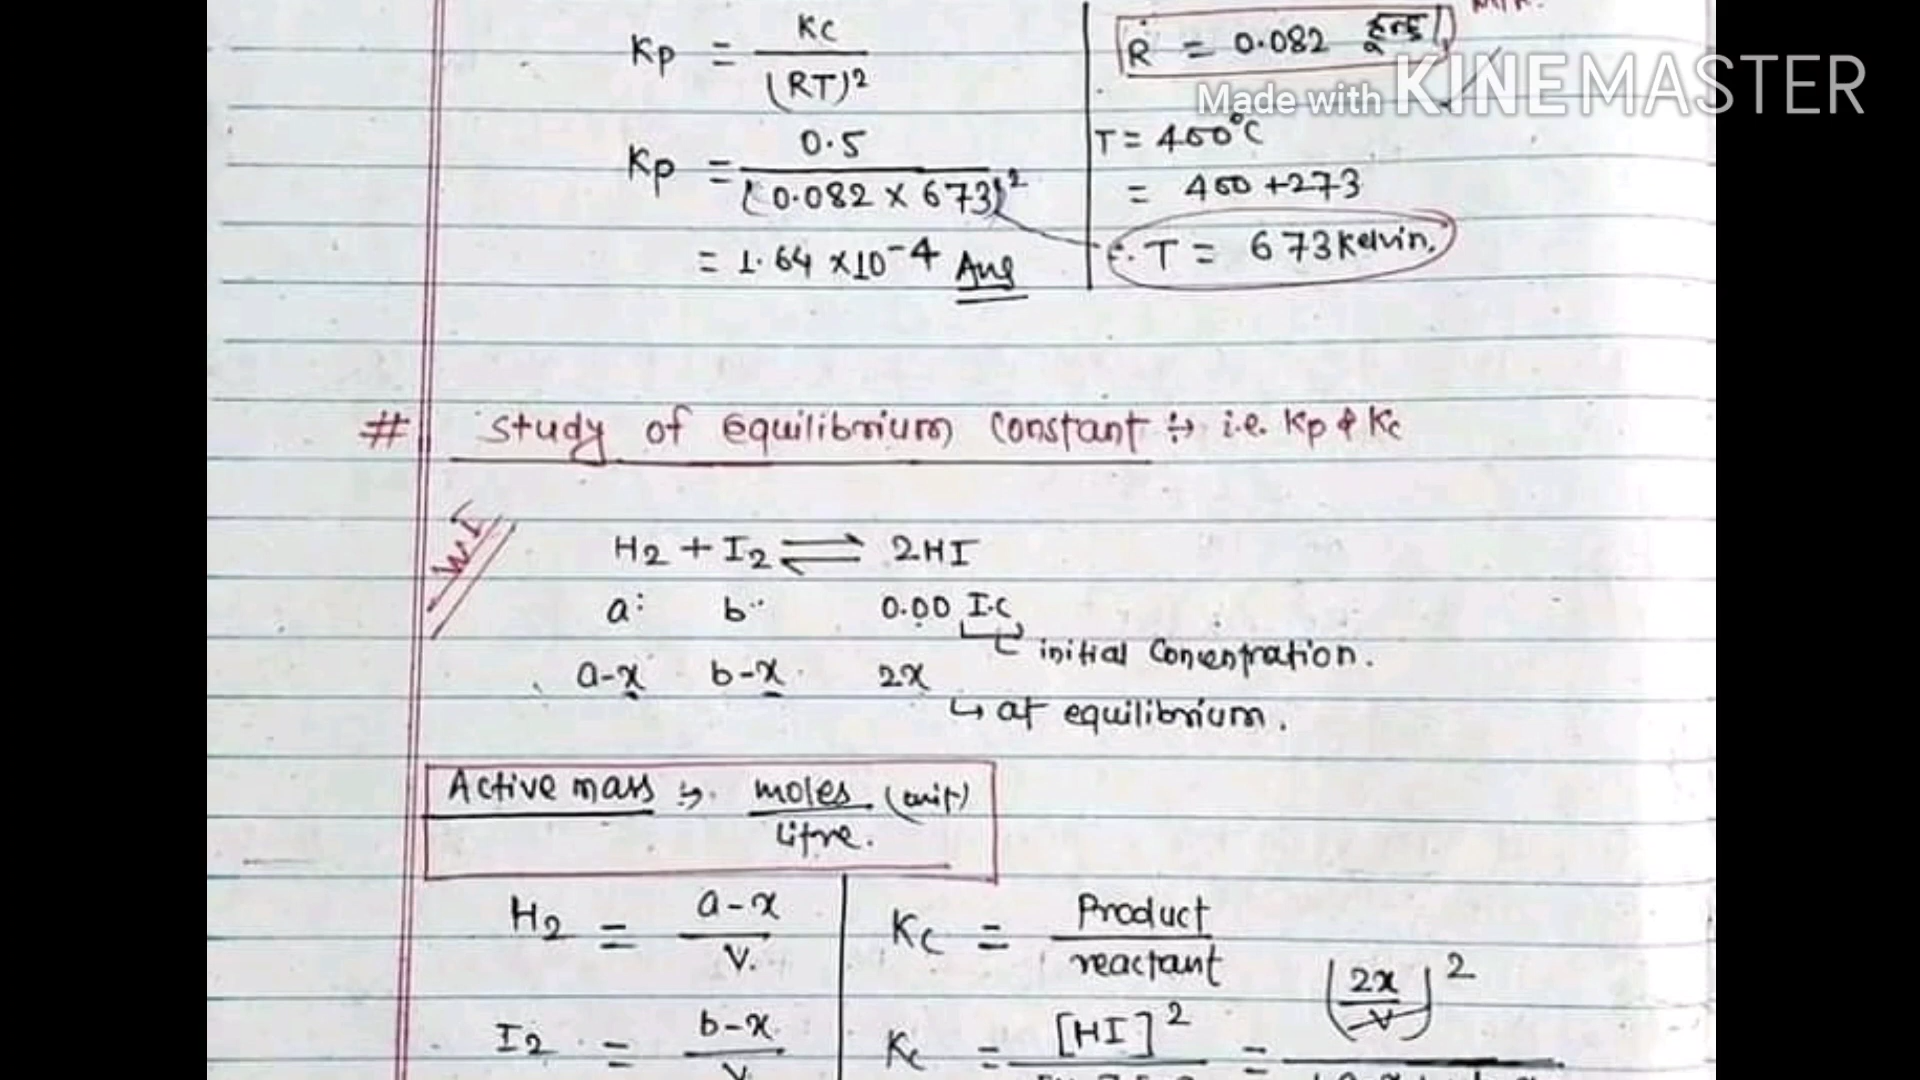 Kp = Kc / (RT)²
R = 0.082
Made with KINEMASTER
Kp = 0.5 / (0.082 × 673)²
T = 400°C
= 400 + 273
= 1.64 × 10⁻⁴ Ans
∴ T = 673 Kelvin.
# Study of equilibrium constant :→ i.e. Kp & Kc
H₂ + I₂ ⇌ 2HI
a b 0.00 I.C
↳ initial Concentration.
a-x b-x 2x
↳ at equilibrium.
Active mass :→ moles / Litre. (unit)
H₂ = a-x / V.
Kc = Product / reactant
I₂ = b-x / V
Kc = [HI]² / = (2x/V)² /